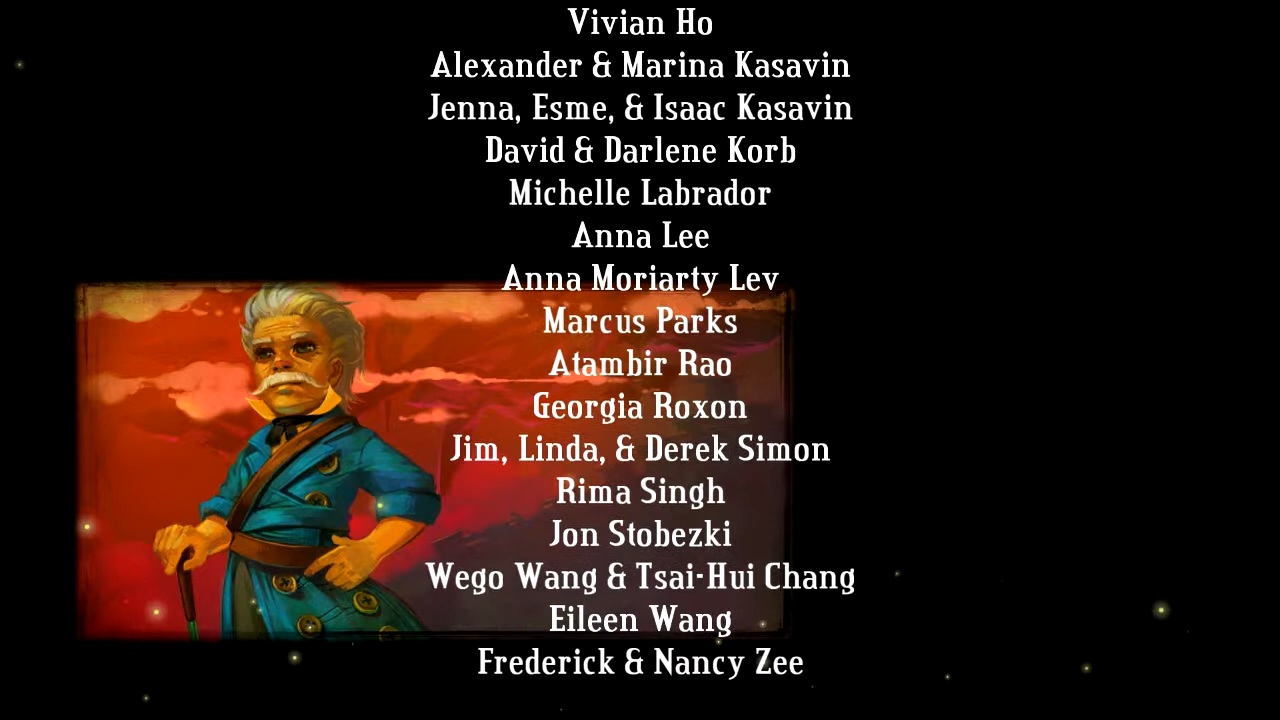 Vivian Ho
Alexander & Marina Kasavin
Jenna, Esme, & Isaac Kasavin
David & Darlene Korb
Michelle Labrador
Anna Lee
Anna Moriarty Lev
Marcus Parks
Atambir Rao
Georgia Roxon
Jim, Linda, & Derek Simon
Rima Singh
Jon Stobezki
Wego Wang & Tsai-Hui Chang
Eileen Wang
Frederick & Nancy Zee